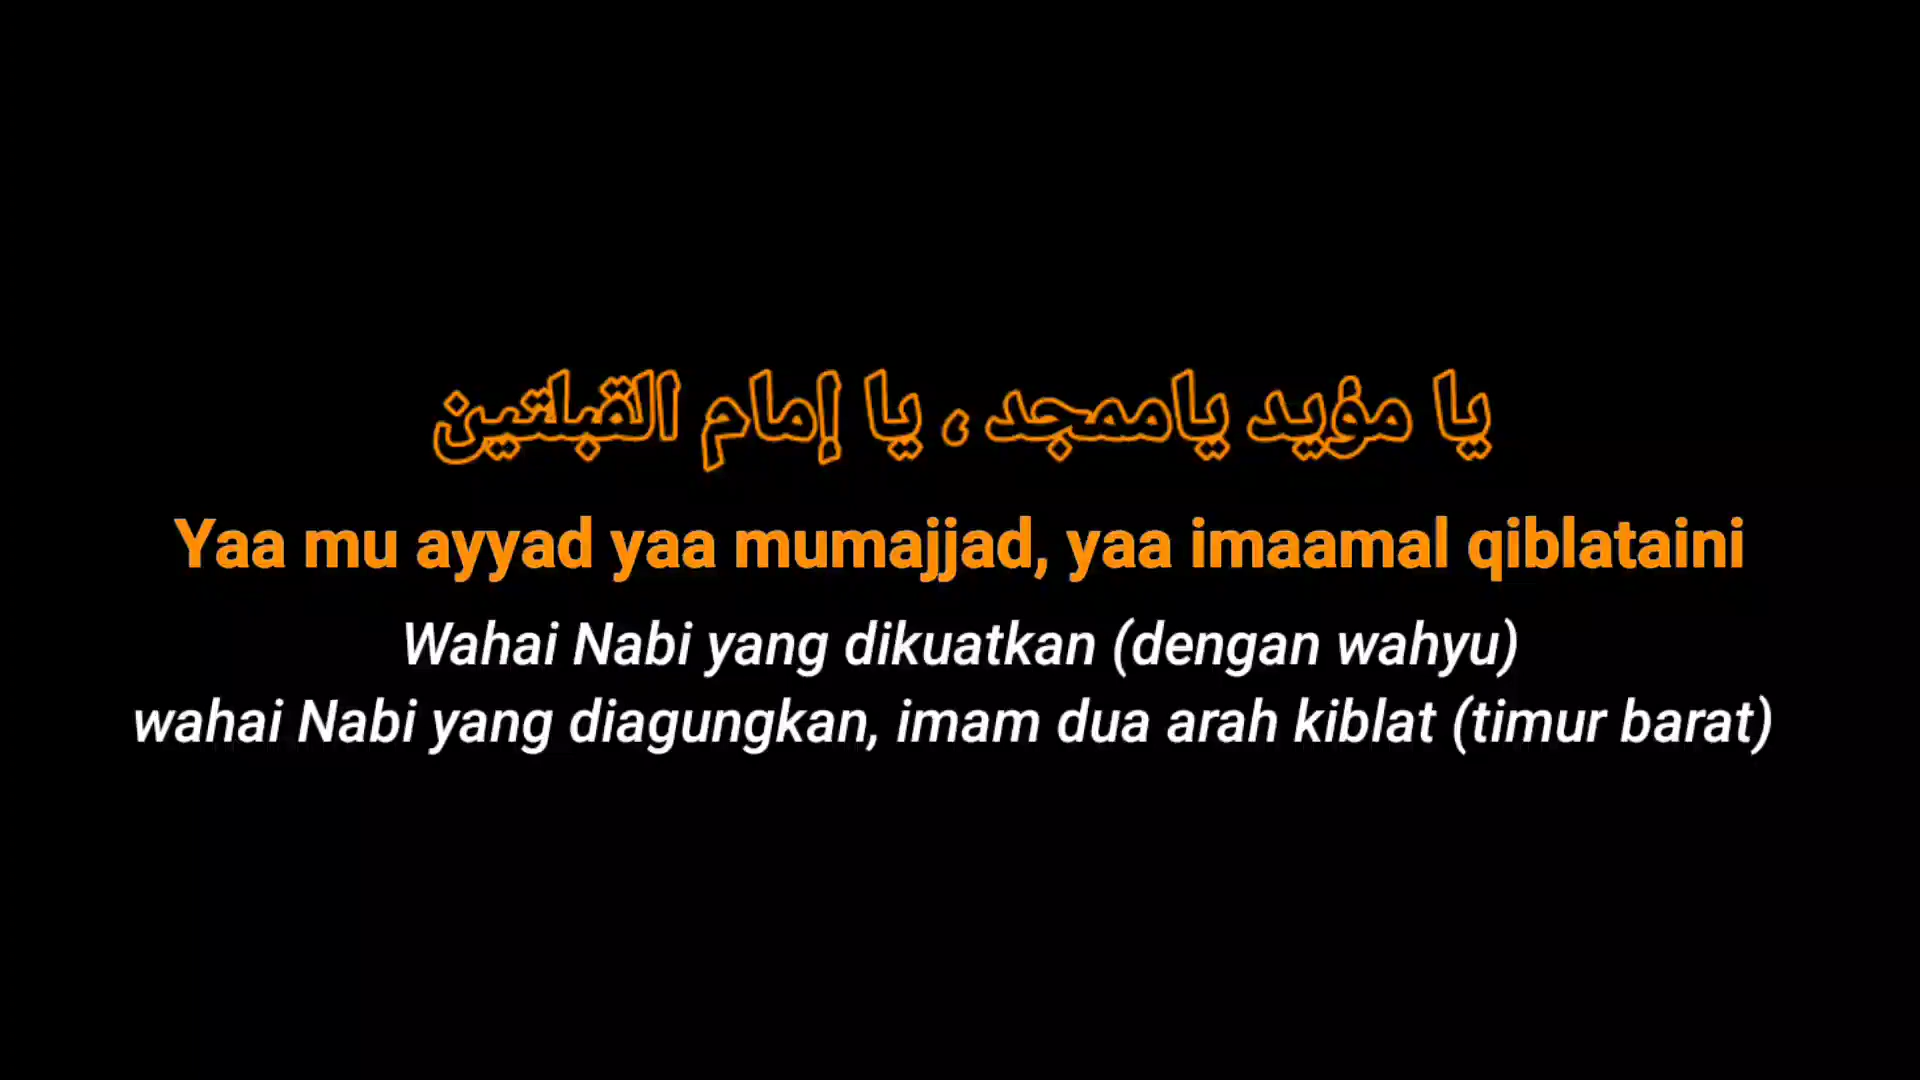 يا مؤيد ياممجد ، يا إمام القبلتين
Yaa mu ayyad yaa mumajjad, yaa imaamal qiblataini
Wahai Nabi yang dikuatkan (dengan wahyu)
wahai Nabi yang diagungkan, imam dua arah kiblat (timur barat)